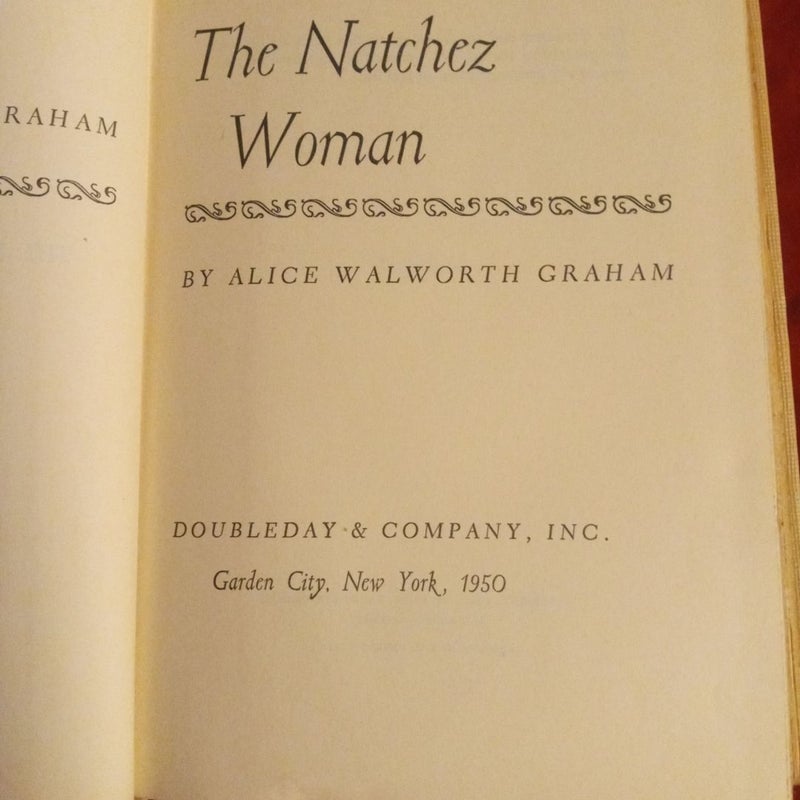 RAHAM
The Natchez
Woman
BY ALICE WALWORTH GRAHAM
DOUBLEDAY & COMPANY, INC.
Garden City, New York, 1950